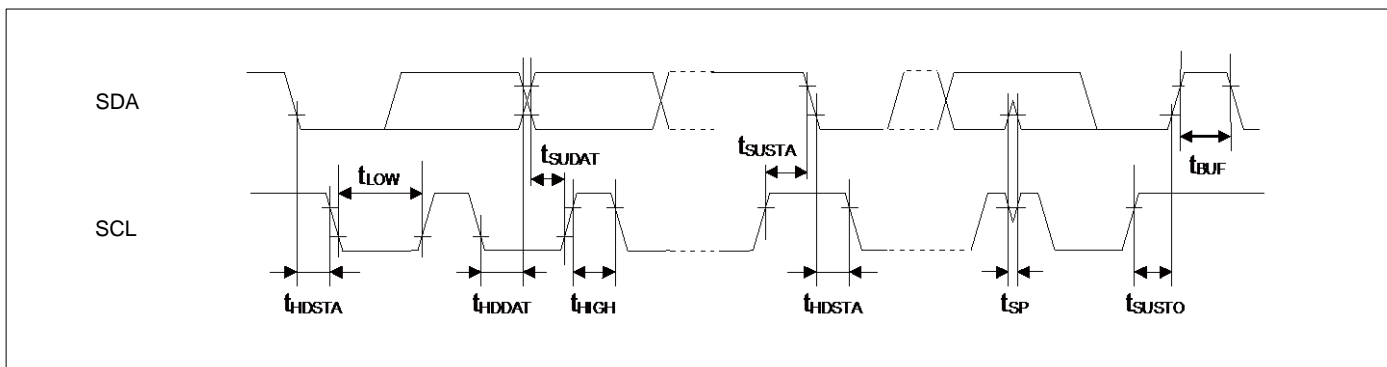 SDA
tSUDAT
tSUSTA
tLOW
tBUF
SCL
tHDSTA
tHDDAT
tHIGH
tHDSTA
tSP
tSUSTO